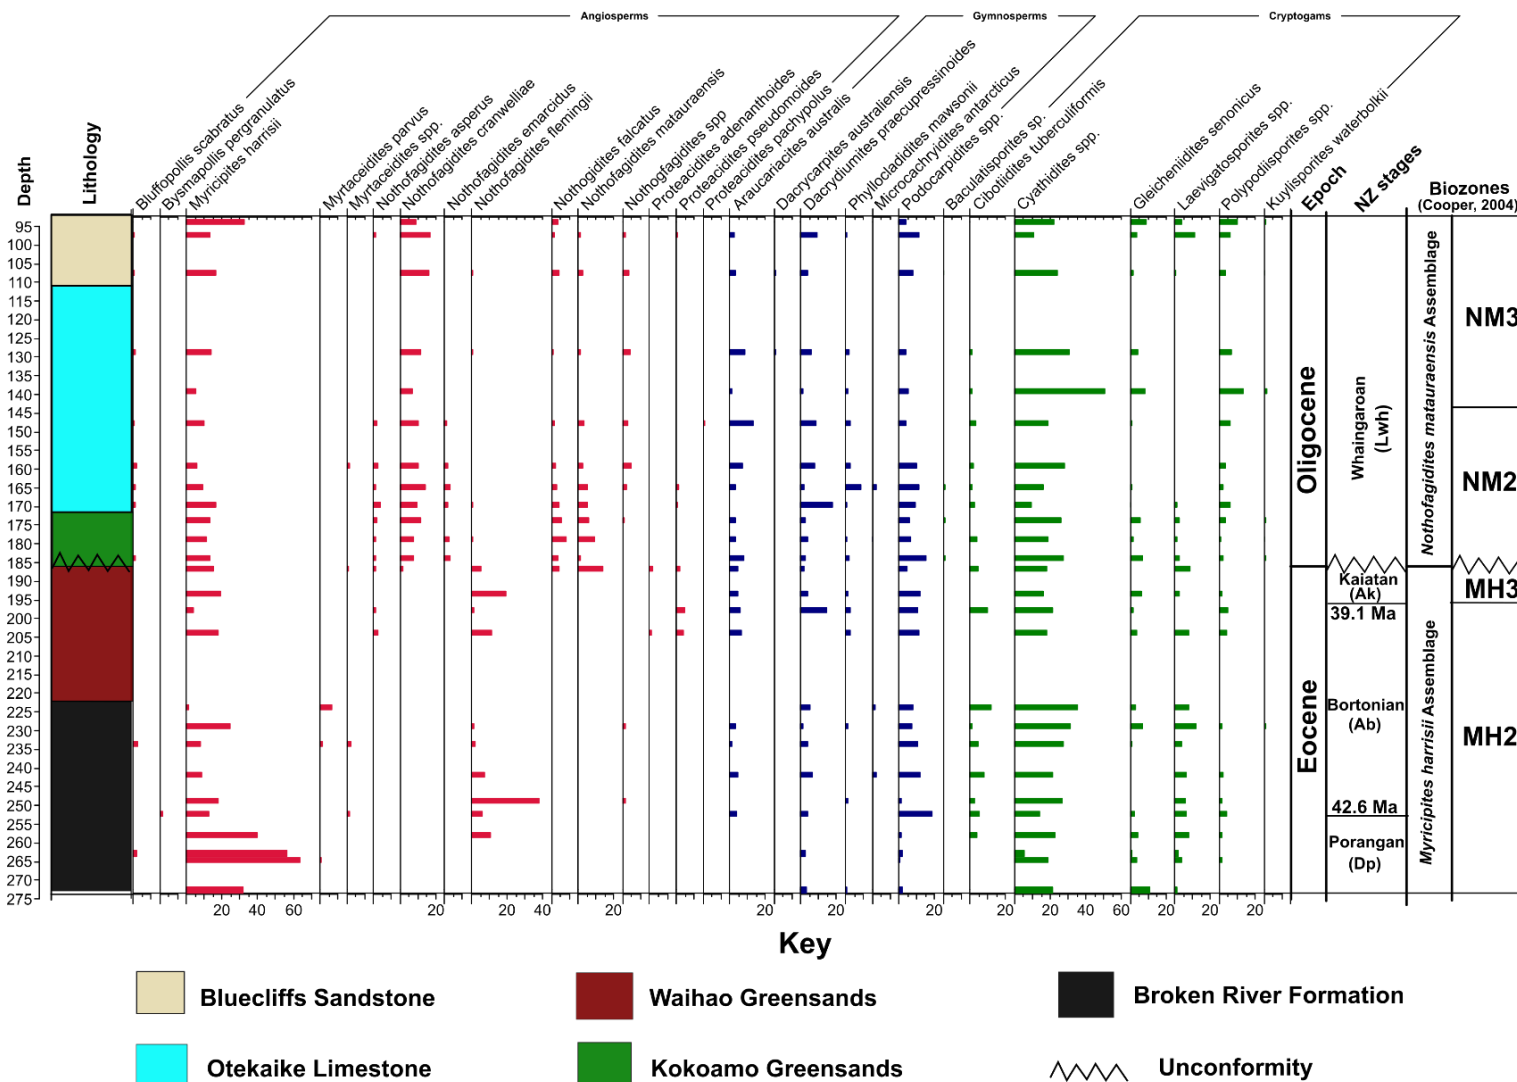 Angiosperms
Gymnosperms
Cryptogams
Depth
Lithology
Bluffopollis scabratus
Bysmapollis pergranulatus
Myricipites harrisii
Myrtaceidites parvus
Myrtaceidites spp.
Nothofagidites asperus
Nothofagidites cranwelliae
Nothofagidites emarcidus
Nothofagidites flemingii
Nothogidites falcatus
Nothofagidites matauraensis
Nothogfagidites spp
Proteacidites adenanthoides
Proteacidites pseudomoides
Proteacidites pachypolus
Araucariacites australis
Dacrycarpites australiensis
Dacrydiumites praecupressinoides
Phyllocladidites mawsonii
Microcachryidites antarcticus
Podocarpidites spp.
Baculatisporites sp.
Cibotiidites tuberculiformis
Cyathidites spp.
Gleicheniidites senonicus
Laevigatosporites spp.
Polypodiisporites spp.
Kuylisporites waterbolkii
Epoch
NZ stages
Biozones
(Cooper, 2004)
95
100
105
110
115
120
125
130
135
140
145
150
155
160
165
170
175
180
185
190
195
200
205
210
215
220
225
230
235
240
245
250
255
260
265
270
275
Oligocene
Eocene
Whaingaroan
(Lwh)
Kaiatan
(Ak)
39.1 Ma
Bortonian
(Ab)
42.6 Ma
Porangan
(Dp)
Nothofagidites matauraensis Assemblage
Myricipites harrisii Assemblage
NM3
NM2
MH3
MH2
20 40 60 20 20 40 20 20 20 20 40 60 20 20 20
Key
Bluecliffs Sandstone
Waihao Greensands
Broken River Formation
Otekaike Limestone
Kokoamo Greensands
Unconformity